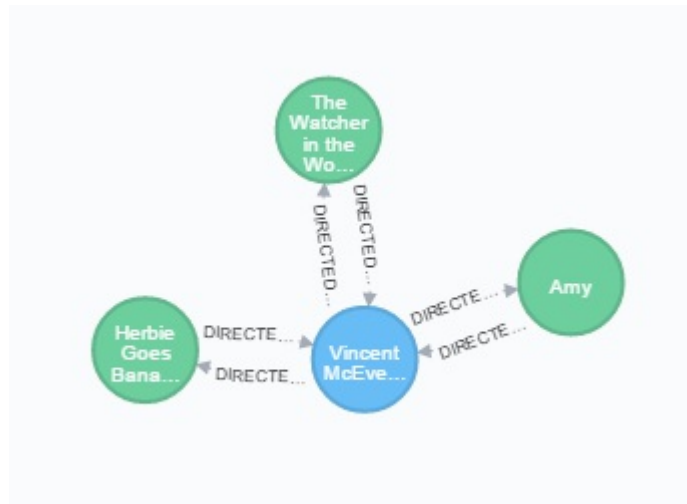 The
Watcher
in the
Wo...
DIRECTED...
DIRECTED...
Amy
DIRECTE...
DIRECTE...
Herbie
Goes
Bana...
DIRECTE...
DIRECTE...
Vincent
McEve...